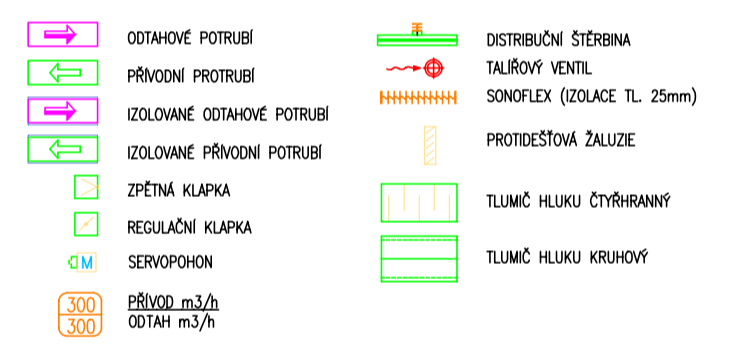 ODTAHOVÉ POTRUBÍ
PŘÍVODNÍ PROTRUBÍ
IZOLOVANÉ ODTAHOVÉ POTRUBÍ
IZOLOVANÉ PŘÍVODNÍ POTRUBÍ
ZPĚTNÁ KLAPKA
REGULAČNÍ KLAPKA
M SERVOPOHON
300 PŘÍVOD m3/h
300 ODTAH m3/h
DISTRIBUČNÍ ŠTĚRBINA
TALÍŘOVÝ VENTIL
SONOFLEX (IZOLACE TL. 25mm)
PROTIDEŠŤOVÁ ŽALUZIE
TLUMIČ HLUKU ČTYŘHRANNÝ
TLUMIČ HLUKU KRUHOVÝ